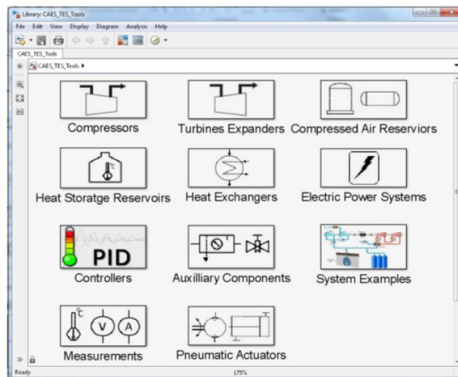 Library: CAES_TES_Tools
File Edit View Display Diagram Analysis Help
CAES_TES_Tools
CAES_TES_Tools
Compressors Turbines Expanders Compressed Air Reserviors
°C
Heat Storatge Reservoirs Heat Exchangers Electric Power Systems
PID
Controllers Auxilliary Components System Examples
°C V A
Measurements Pneumatic Actuators
Ready 175%